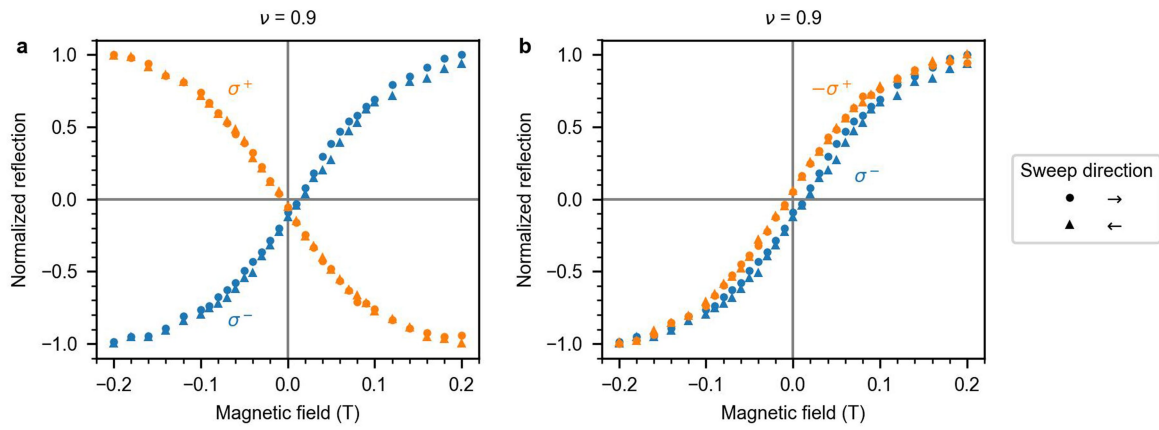 ν = 0.9
ν = 0.9
a
b
1.0
0.5
0.0
−0.5
−1.0
Normalized reflection
σ+
σ−
−0.2
−0.1
0.0
0.1
0.2
Magnetic field (T)
1.0
0.5
0.0
−0.5
−1.0
Normalized reflection
−σ+
σ−
−0.2
−0.1
0.0
0.1
0.2
Magnetic field (T)
Sweep direction
→
←